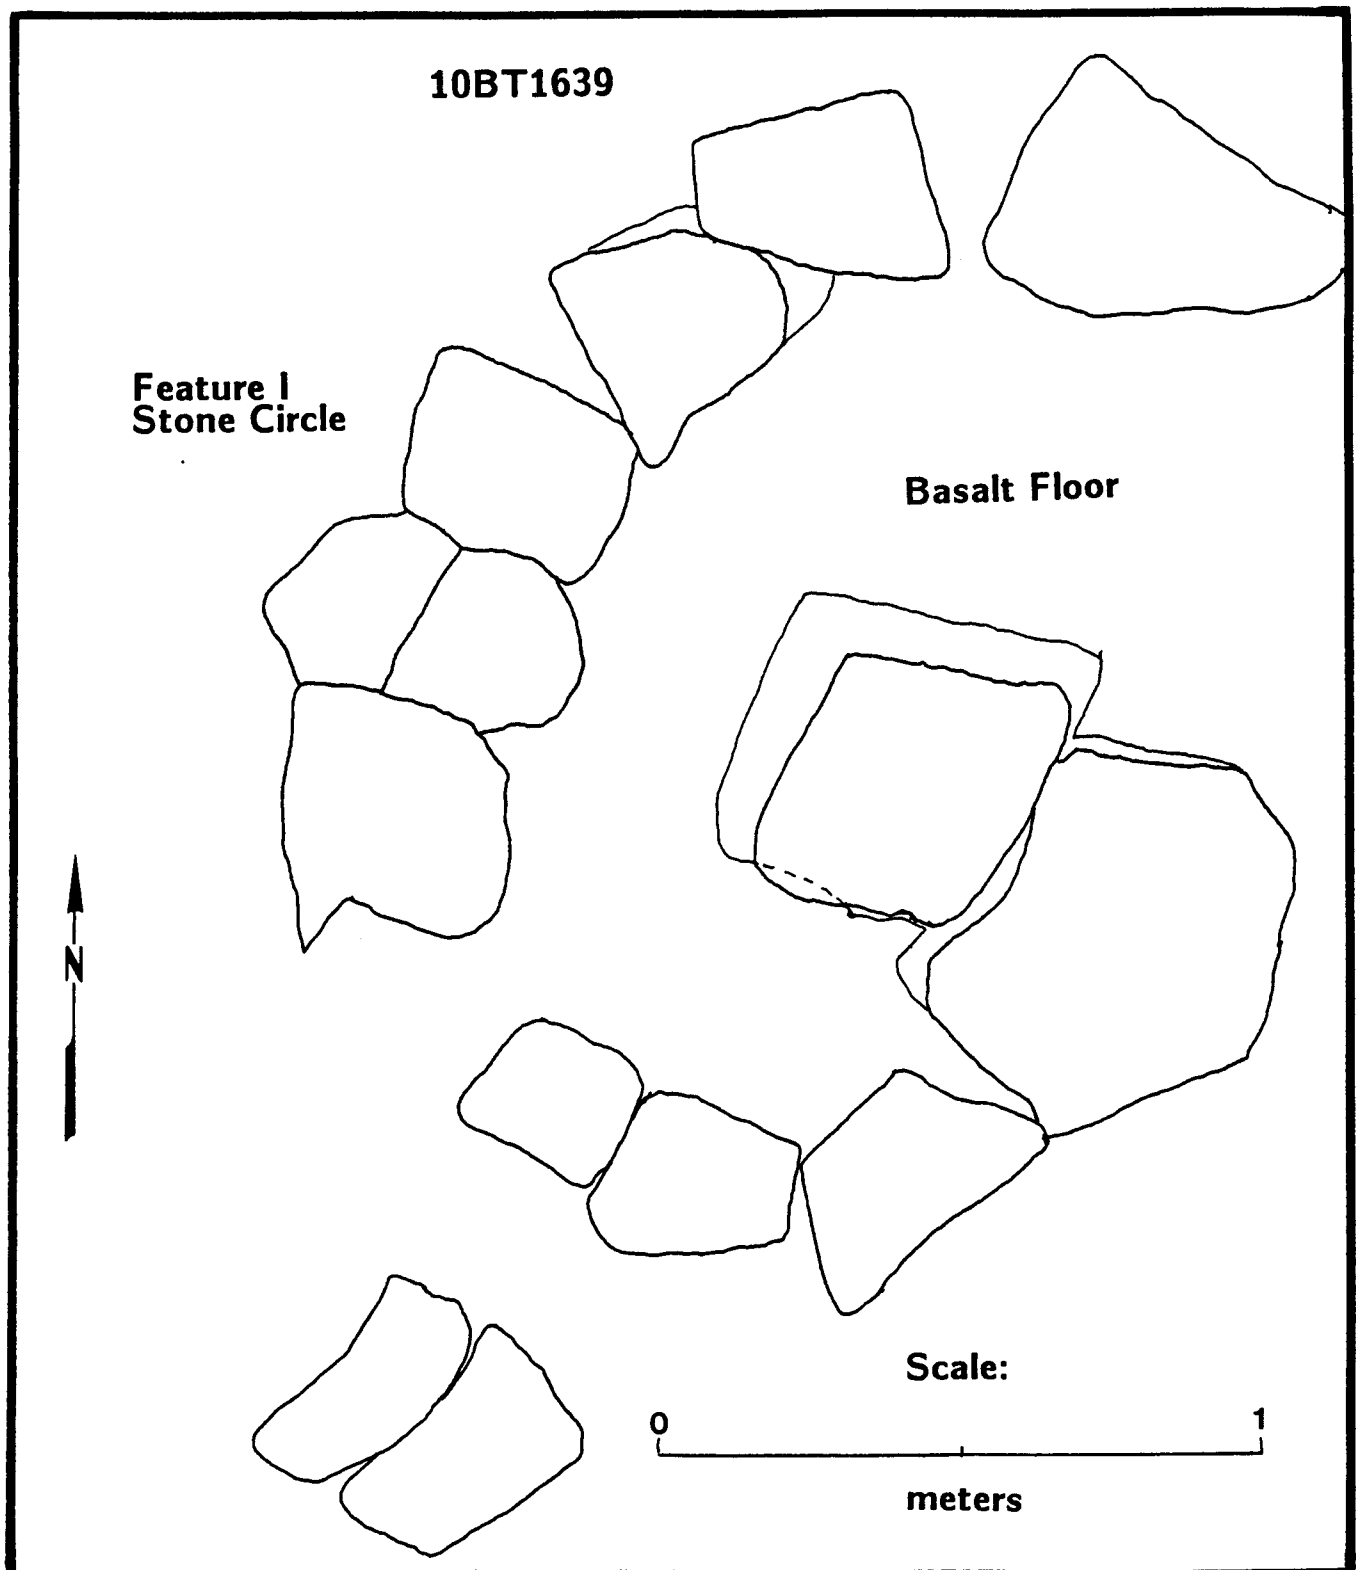 10BT1639
Feature I
Stone Circle
Basalt Floor
N
Scale:
0 1
meters